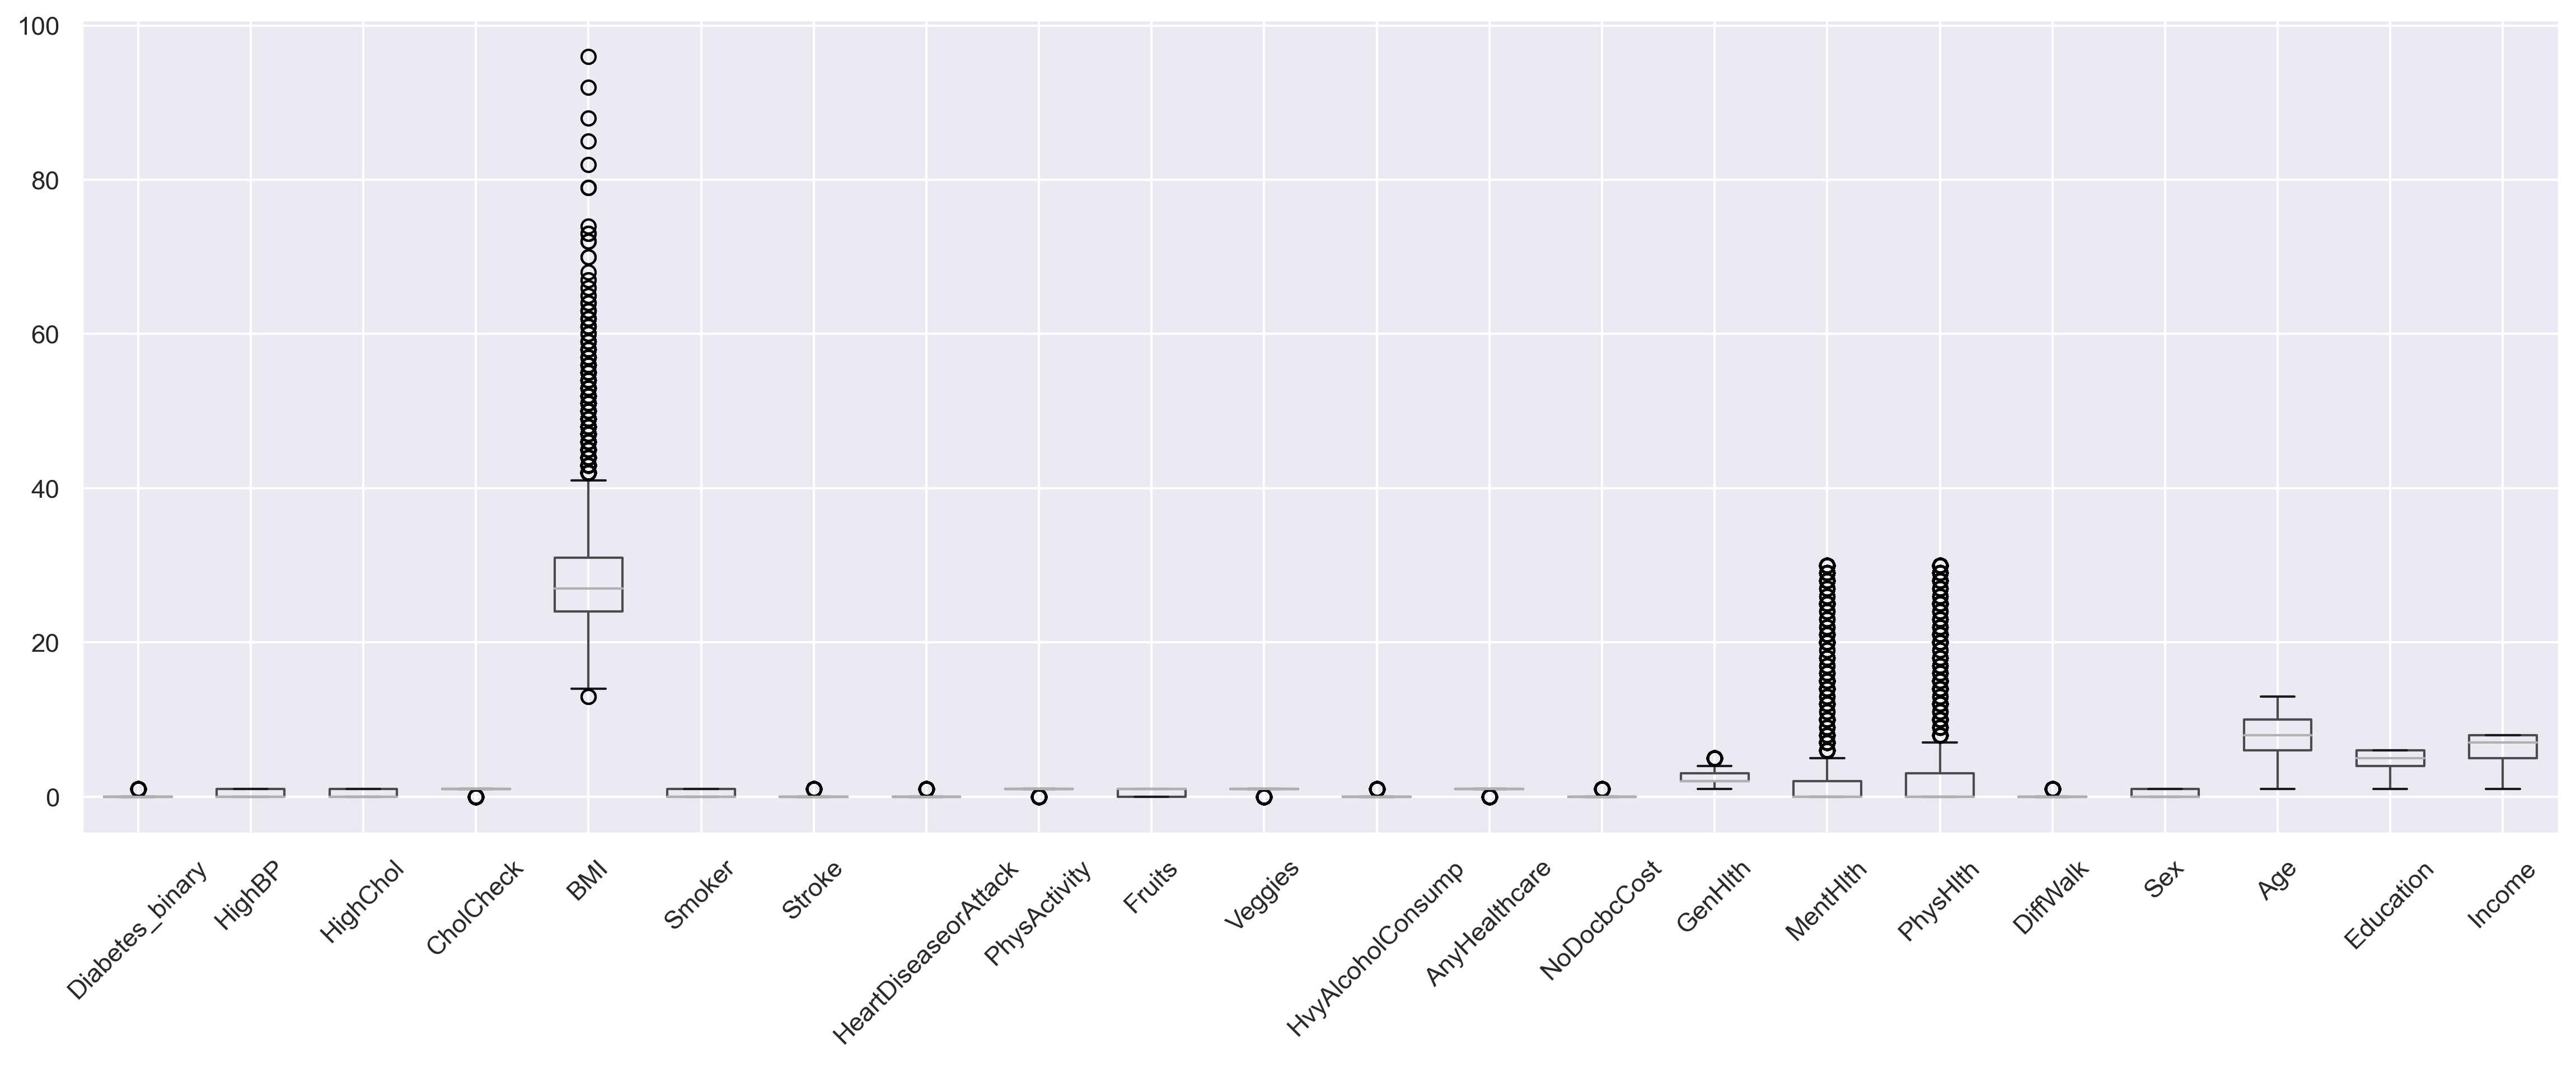 100
80
60
40
20
0
Diabetes_binary
HighBP
HighChol
CholCheck
BMI
Smoker
Stroke
HeartDiseaseorAttack
PhysActivity
Fruits
Veggies
HvyAlcoholConsump
AnyHealthcare
NoDocbcCost
GenHlth
MentHlth
PhysHlth
DiffWalk
Sex
Age
Education
Income